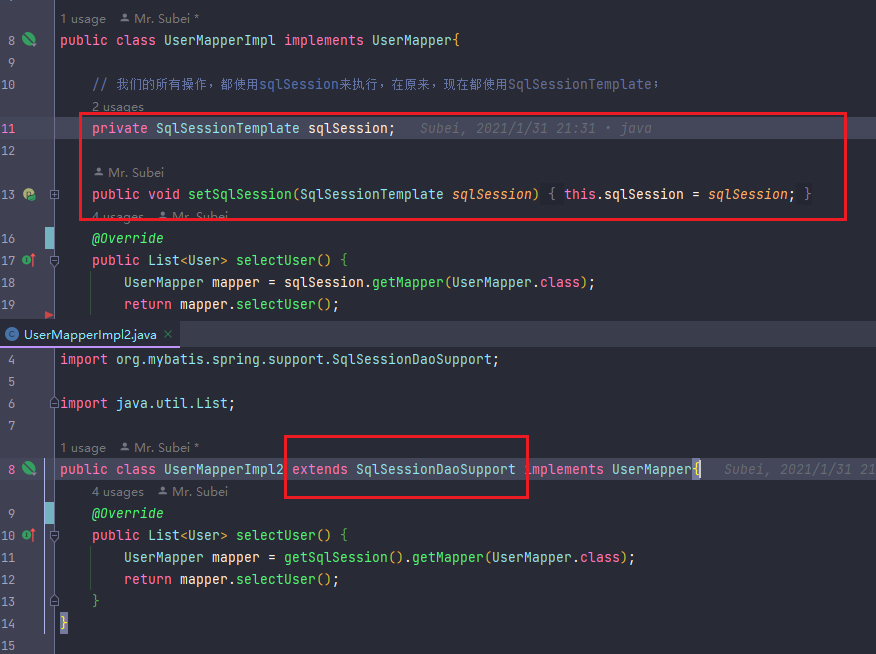 1 usage   Mr. Subei *
8 public class UserMapperImpl implements UserMapper{
9
10 // 我们的所有操作，都使用sqlSession来执行，在原来，现在都使用SqlSessionTemplate；
2 usages
11 private SqlSessionTemplate sqlSession;   Subei, 2021/1/31 21:31 • java
12
Mr. Subei
13 public void setSqlSession(SqlSessionTemplate sqlSession) { this.sqlSession = sqlSession; }
4 usages   Mr. Subei
16 @Override
17 public List<User> selectUser() {
18 UserMapper mapper = sqlSession.getMapper(UserMapper.class);
19 return mapper.selectUser();
UserMapperImpl2.java
4 import org.mybatis.spring.support.SqlSessionDaoSupport;
5
6 import java.util.List;
7
1 usage   Mr. Subei *
8 public class UserMapperImpl2 extends SqlSessionDaoSupport implements UserMapper{   Subei, 2021/1/31 21
4 usages   Mr. Subei
9 @Override
10 public List<User> selectUser() {
11 UserMapper mapper = getSqlSession().getMapper(UserMapper.class);
12 return mapper.selectUser();
13 }
14 }
15